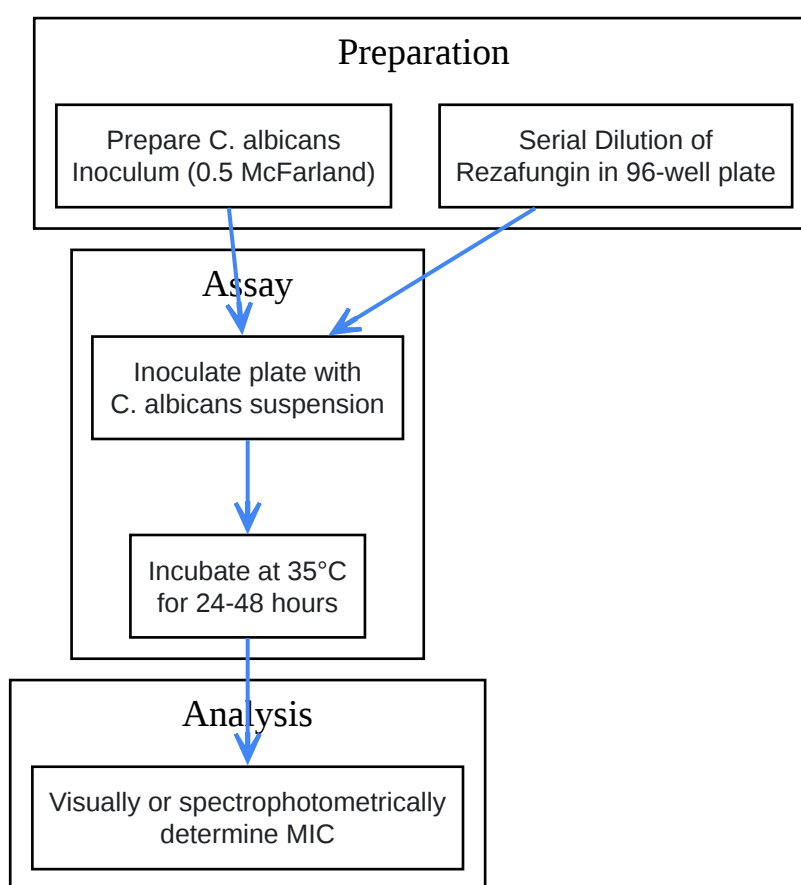 Preparation
Prepare C. albicans
Inoculum (0.5 McFarland)
Serial Dilution of
Rezafungin in 96-well plate
Assay
Inoculate plate with
C. albicans suspension
Incubate at 35°C
for 24-48 hours
Analysis
Visually or spectrophotometrically
determine MIC